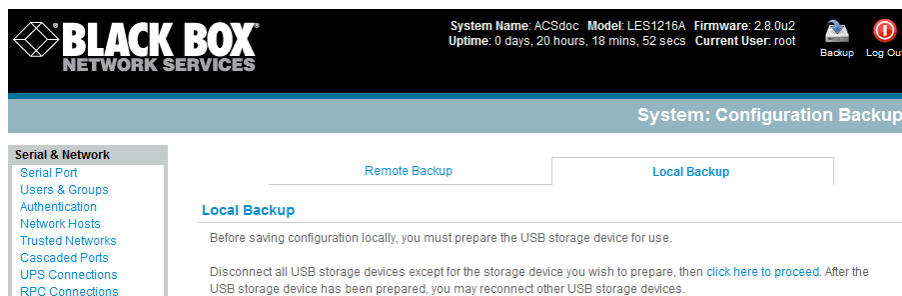 BLACK BOX®
NETWORK SERVICES
System Name: ACSdoc Model: LES1216A Firmware: 2.8.0u2
Uptime: 0 days, 20 hours, 18 mins, 52 secs Current User: root
Backup Log Out
System: Configuration Backup
Serial & Network
Serial Port
Users & Groups
Authentication
Network Hosts
Trusted Networks
Cascaded Ports
UPS Connections
RPC Connections
Remote Backup Local Backup
Local Backup
Before saving configuration locally, you must prepare the USB storage device for use.
Disconnect all USB storage devices except for the storage device you wish to prepare, then click here to proceed. After the
USB storage device has been prepared, you may reconnect other USB storage devices.